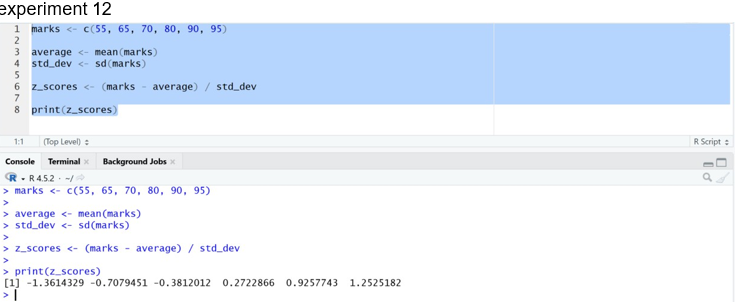 experiment 12
1 marks <- c(55, 65, 70, 80, 90, 95)
2
3 average <- mean(marks)
4 std_dev <- sd(marks)
5
6 z_scores <- (marks - average) / std_dev
7
8 print(z_scores)
1:1 (Top Level) R Script
Console Terminal × Background Jobs ×
R R 4.5.2 · ~/
> marks <- c(55, 65, 70, 80, 90, 95)
>
> average <- mean(marks)
> std_dev <- sd(marks)
>
> z_scores <- (marks - average) / std_dev
>
> print(z_scores)
[1] -1.3614329 -0.7079451 -0.3812012 0.2722866 0.9257743 1.2525182
>